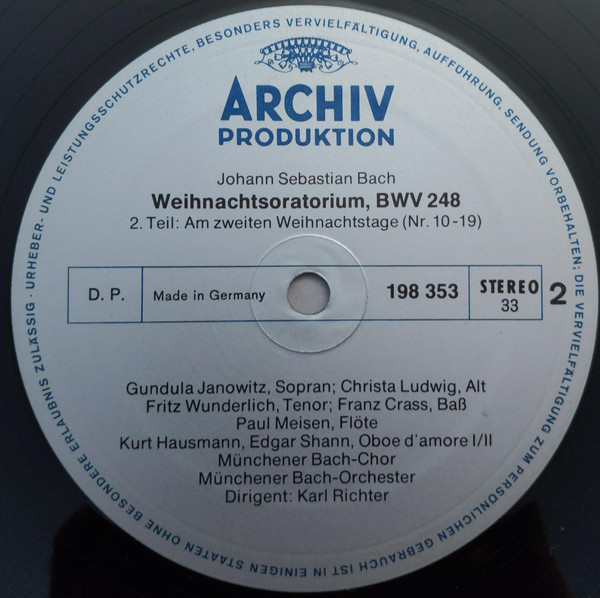 ARCHIV
PRODUKTION
Johann Sebastian Bach
Weihnachtsoratorium, BWV 248
2. Teil: Am zweiten Weihnachtstage (Nr. 10-19)
D. P.
Made in Germany
198 353
STEREO
33
2
Gundula Janowitz, Sopran; Christa Ludwig, Alt
Fritz Wunderlich, Tenor; Franz Crass, Baß
Paul Meisen, Flöte
Kurt Hausmann, Edgar Shann, Oboe d'amore I/II
Münchener Bach-Chor
Münchener Bach-Orchester
Dirigent: Karl Richter
URHEBER- UND LEISTUNGSSCHUTZRECHTE, BESONDERS VERVIELFÄLTIGUNG, AUFFÜHRUNG, SENDUNG VORBEHALTEN; DIE VERVIELFÄLTIGUNG ZUM PERSÖNLICHEN GEBRAUCH IST IN EINIGEN STAATEN OHNE BESONDERE ERLAUBNIS ZULÄSSIG ·